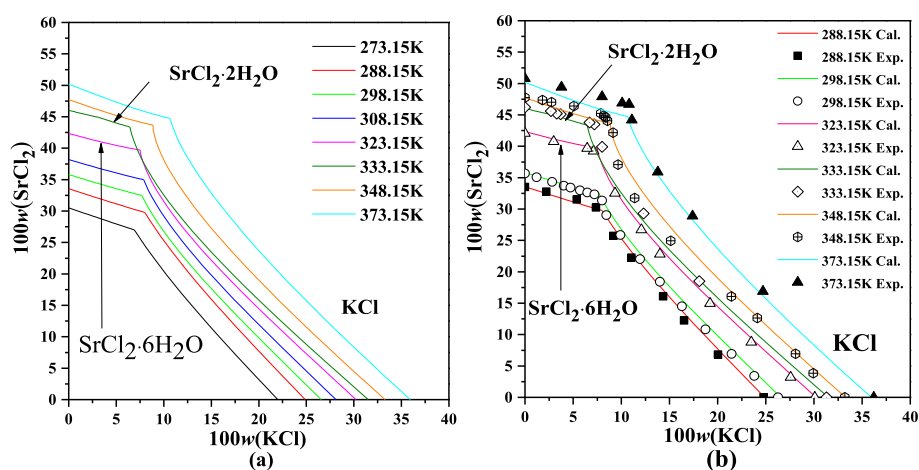 60
55
50
45
40
35
30
25
20
15
10
5
0
100w(SrCl₂)
0 5 10 15 20 25 30 35 40
100w(KCl)
(a)
SrCl₂·2H₂O
SrCl₂·6H₂O
KCl
273.15K
288.15K
298.15K
308.15K
323.15K
333.15K
348.15K
373.15K
60
55
50
45
40
35
30
25
20
15
10
5
0
100w(SrCl₂)
0 5 10 15 20 25 30 35 40
100w(KCl)
(b)
SrCl₂·2H₂O
SrCl₂·6H₂O
KCl
288.15K Cal.
288.15K Exp.
298.15K Cal.
298.15K Exp.
323.15K Cal.
323.15K Exp.
333.15K Cal.
333.15K Exp.
348.15K Cal.
348.15K Exp.
373.15K Cal.
373.15K Exp.